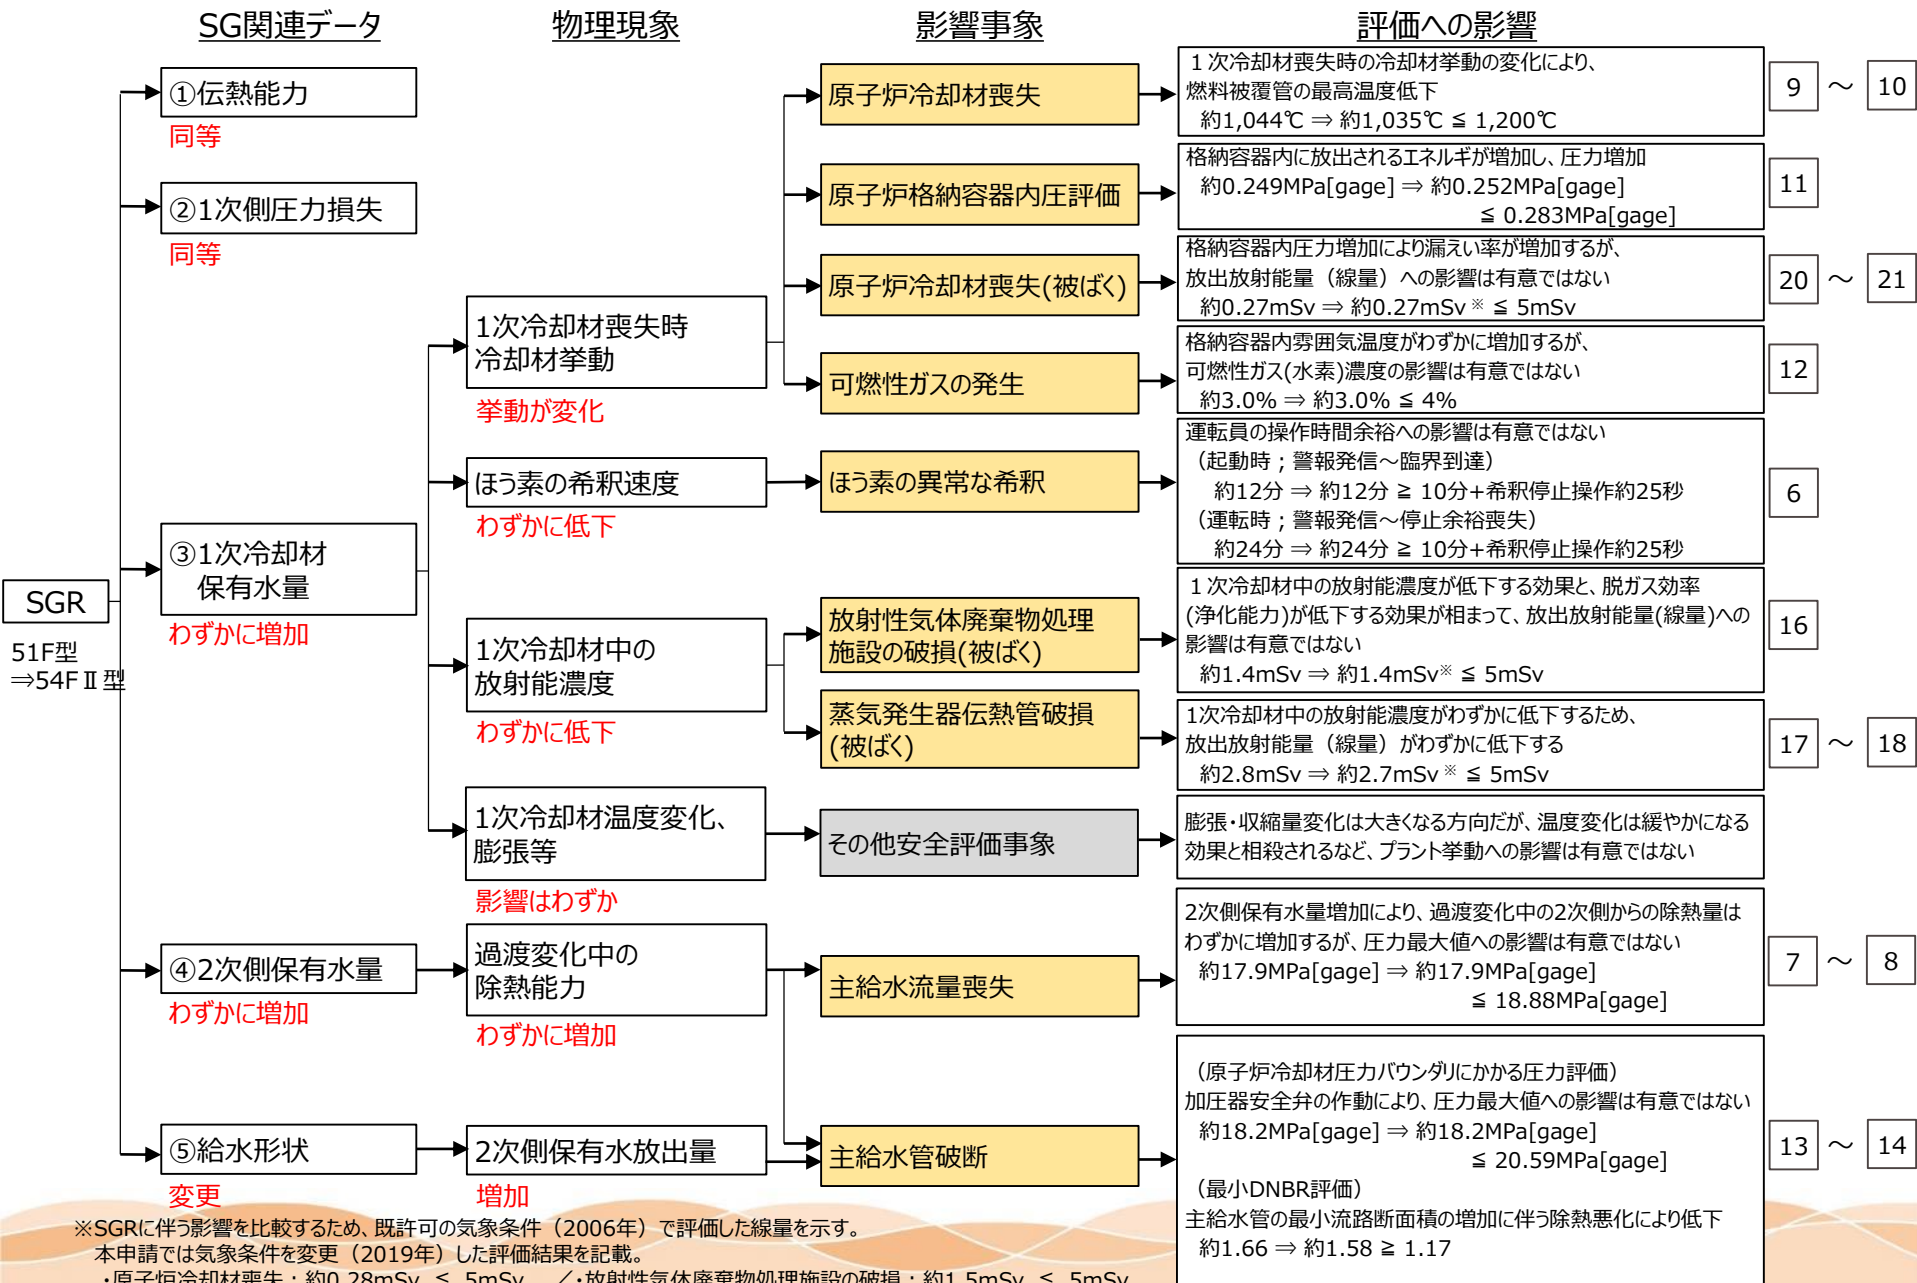 SG関連データ
物理現象
影響事象
評価への影響
SGR
51F型
⇒54FⅡ型
①伝熱能力
同等
②1次側圧力損失
同等
③1次冷却材
保有水量
わずかに増加
④2次側保有水量
わずかに増加
⑤給水形状
変更
1次冷却材喪失時
冷却材挙動
挙動が変化
ほう素の希釈速度
わずかに低下
1次冷却材中の
放射能濃度
わずかに低下
1次冷却材温度変化、
膨張等
影響はわずか
過渡変化中の
除熱能力
わずかに増加
2次側保有水放出量
増加
原子炉冷却材喪失
１次冷却材喪失時の冷却材挙動の変化により、
燃料被覆管の最高温度低下
約1,044℃ ⇒ 約1,035℃ ≦ 1,200℃
9 ～ 10
原子炉格納容器内圧評価
格納容器内に放出されるエネルギが増加し、圧力増加
約0.249MPa[gage] ⇒ 約0.252MPa[gage]
≦ 0.283MPa[gage]
11
原子炉冷却材喪失(被ばく)
格納容器内圧力増加により漏えい率が増加するが、
放出放射能量（線量）への影響は有意ではない
約0.27mSv ⇒ 約0.27mSv※ ≦ 5mSv
20 ～ 21
可燃性ガスの発生
格納容器内雰囲気温度がわずかに増加するが、
可燃性ガス(水素)濃度の影響は有意ではない
約3.0% ⇒ 約3.0% ≦ 4%
12
ほう素の異常な希釈
運転員の操作時間余裕への影響は有意ではない
（起動時；警報発信～臨界到達）
約12分 ⇒ 約12分 ≧ 10分+希釈停止操作約25秒
（運転時；警報発信～停止余裕喪失）
約24分 ⇒ 約24分 ≧ 10分+希釈停止操作約25秒
6
放射性気体廃棄物処理
施設の破損(被ばく)
１次冷却材中の放射能濃度が低下する効果と、脱ガス効率
(浄化能力)が低下する効果が相まって、放出放射能量(線量)への
影響は有意ではない
約1.4mSv ⇒ 約1.4mSv※ ≦ 5mSv
16
蒸気発生器伝熱管破損
(被ばく)
1次冷却材中の放射能濃度がわずかに低下するため、
放出放射能量（線量）がわずかに低下する
約2.8mSv ⇒ 約2.7mSv※ ≦ 5mSv
17 ～ 18
その他安全評価事象
膨張・収縮量変化は大きくなる方向だが、温度変化は緩やかになる
効果と相殺されるなど、プラント挙動への影響は有意ではない
主給水流量喪失
2次側保有水量増加により、過渡変化中の2次側からの除熱量は
わずかに増加するが、圧力最大値への影響は有意ではない
約17.9MPa[gage] ⇒ 約17.9MPa[gage]
≦ 18.88MPa[gage]
7 ～ 8
主給水管破断
（原子炉冷却材圧力バウンダリにかかる圧力評価）
加圧器安全弁の作動により、圧力最大値への影響は有意ではない
約18.2MPa[gage] ⇒ 約18.2MPa[gage]
≦ 20.59MPa[gage]
（最小DNBR評価）
主給水管の最小流路断面積の増加に伴う除熱悪化により低下
約1.66 ⇒ 約1.58 ≧ 1.17
13 ～ 14
※SGRに伴う影響を比較するため、既許可の気象条件（2006年）で評価した線量を示す。
本申請では気象条件を変更（2019年）した評価結果を記載。
・原子炉冷却材喪失：約0.28mSv ≦ 5mSv ／・放射性気体廃棄物処理施設の破損：約1.5mSv ≦ 5mSv